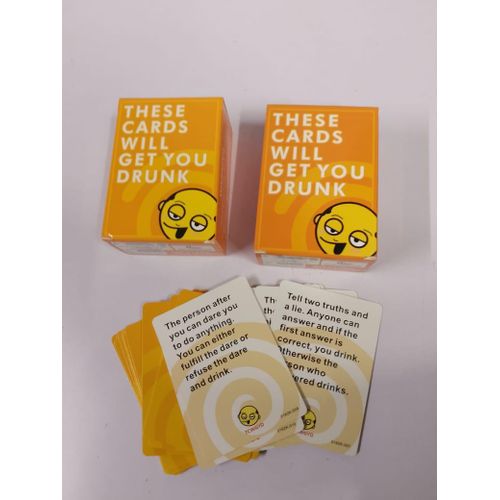 THESE
CARDS
WILL
GET YOU
DRUNK
THESE
CARDS
WILL
GET YOU
DRUNK
The person after
you can dare you
to do anything.
You can either
fulfill the dare or
refuse the dare
and drink.
Tell two truths and
a lie. Anyone can
answer and if the
first answer is
correct, you drink.
Otherwise the
person who
ered drinks.